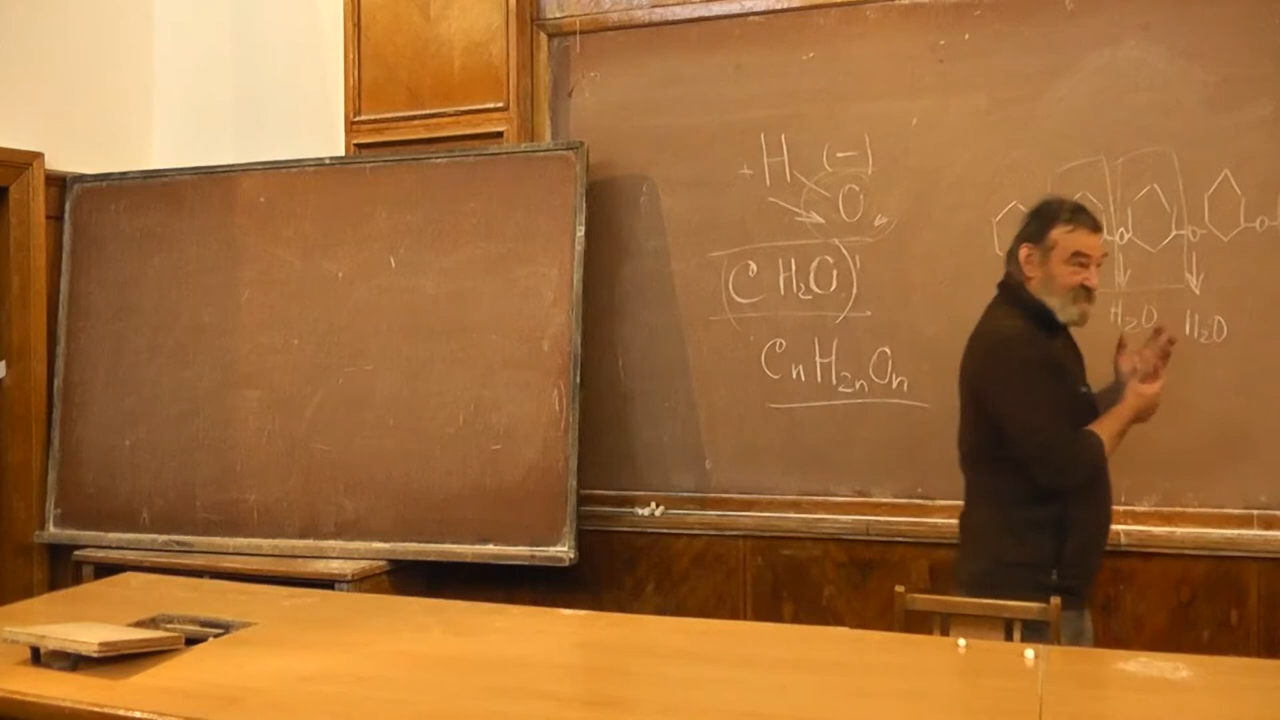 +H (-)
O
(CH₂O)
CnH₂nOn
O O O
H₂O H₂O